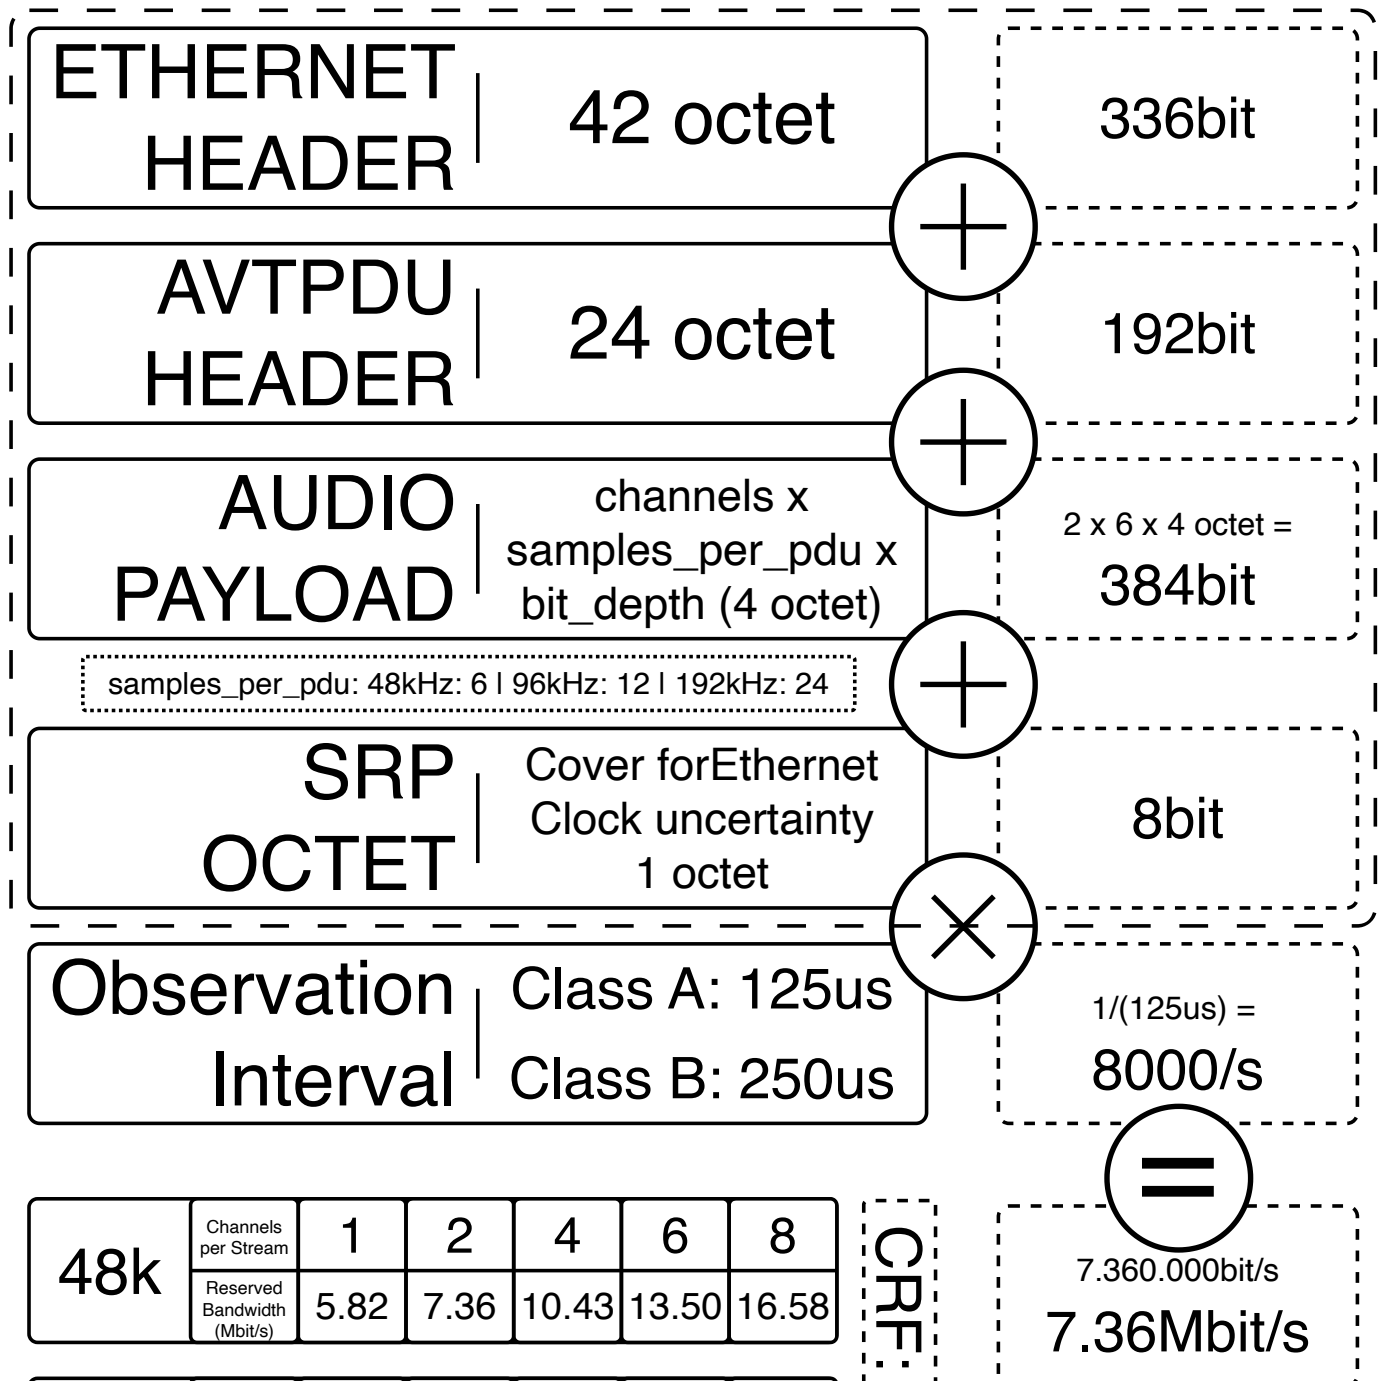 ETHERNET
HEADER
42 octet
336bit
AVTPDU
HEADER
24 octet
192bit
AUDIO
PAYLOAD
channels x
samples_per_pdu x
bit_depth (4 octet)
2 x 6 x 4 octet =
384bit
samples_per_pdu: 48kHz: 6 | 96kHz: 12 | 192kHz: 24
SRP
OCTET
Cover forEthernet
Clock uncertainty
1 octet
8bit
Observation
Interval
Class A: 125us
Class B: 250us
1/(125us) =
8000/s
48k
Channels
per Stream
1 2 4 6 8
Reserved
Bandwidth
(Mbit/s)
5.82 7.36 10.43 13.50 16.58
CRF:
7.360.000bit/s
7.36Mbit/s